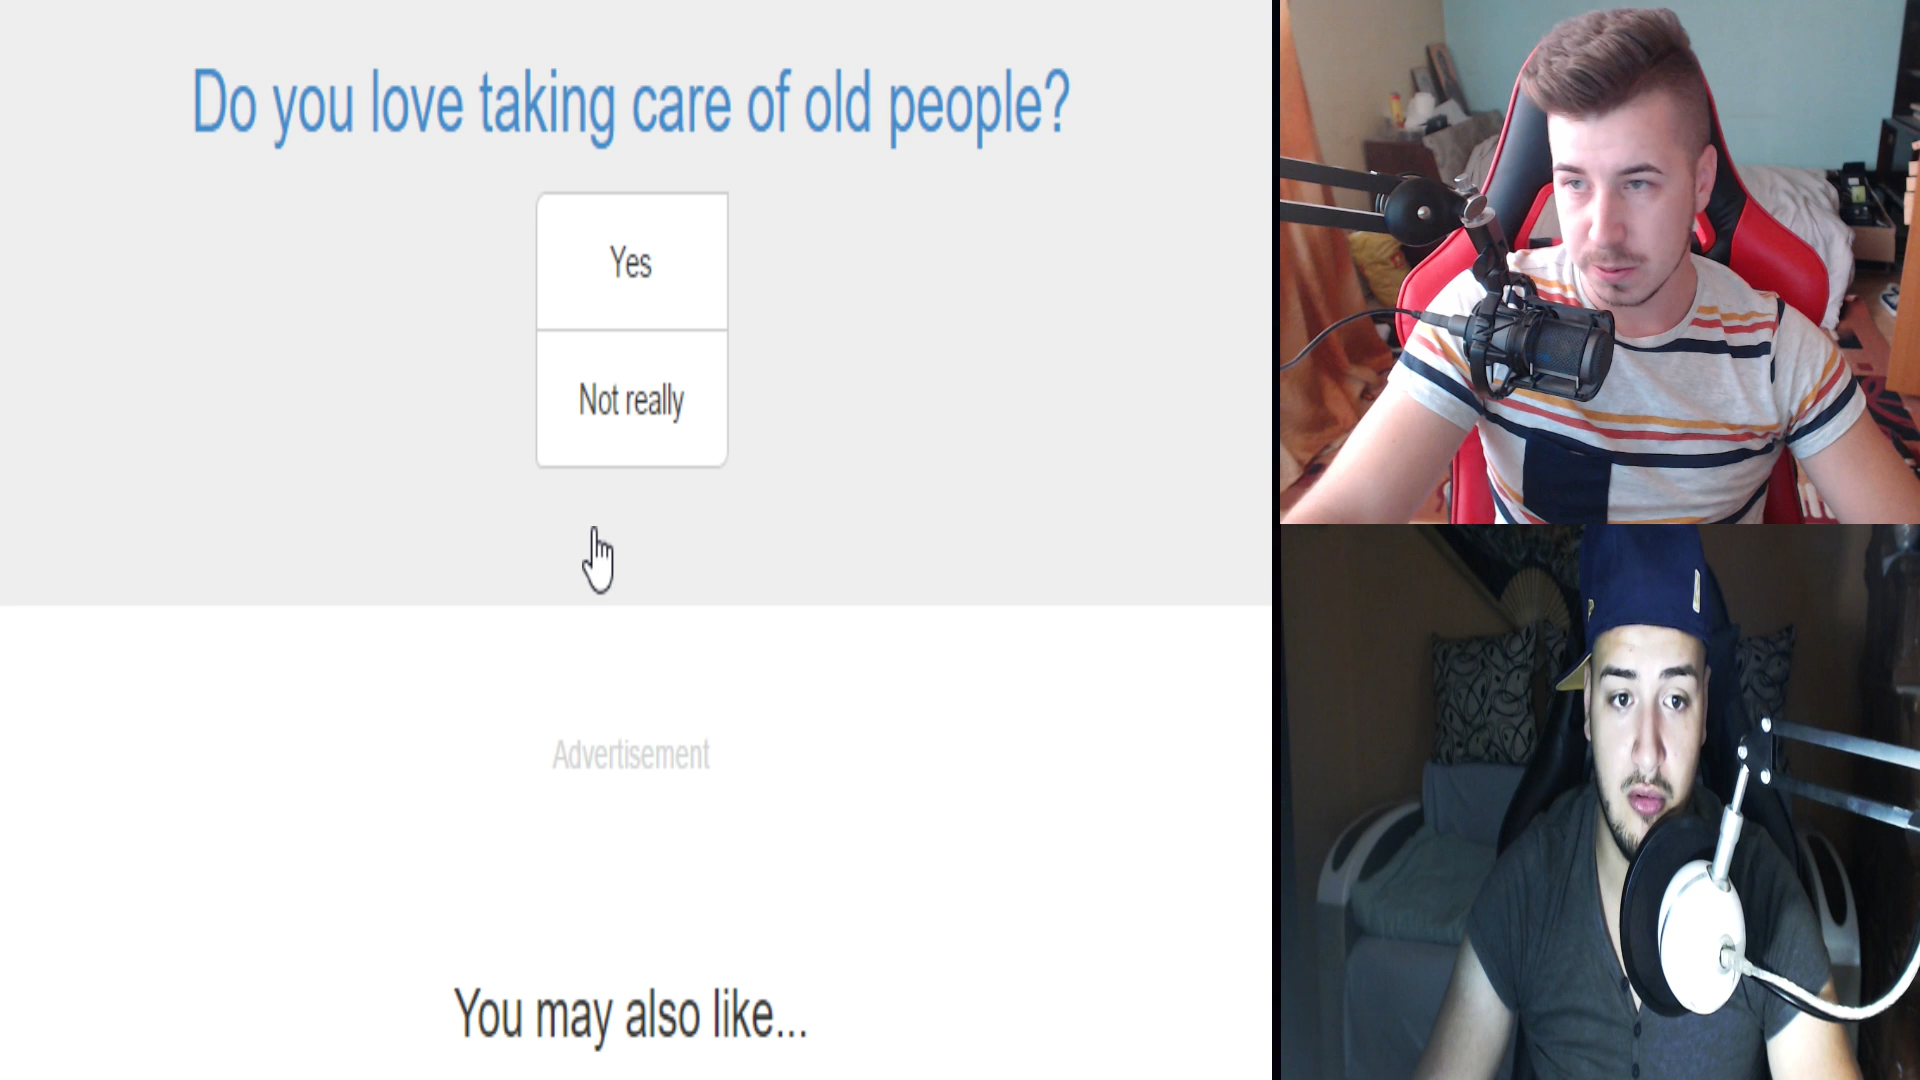 Do you love taking care of old people?
Yes
Not really
Advertisement
You may also like...